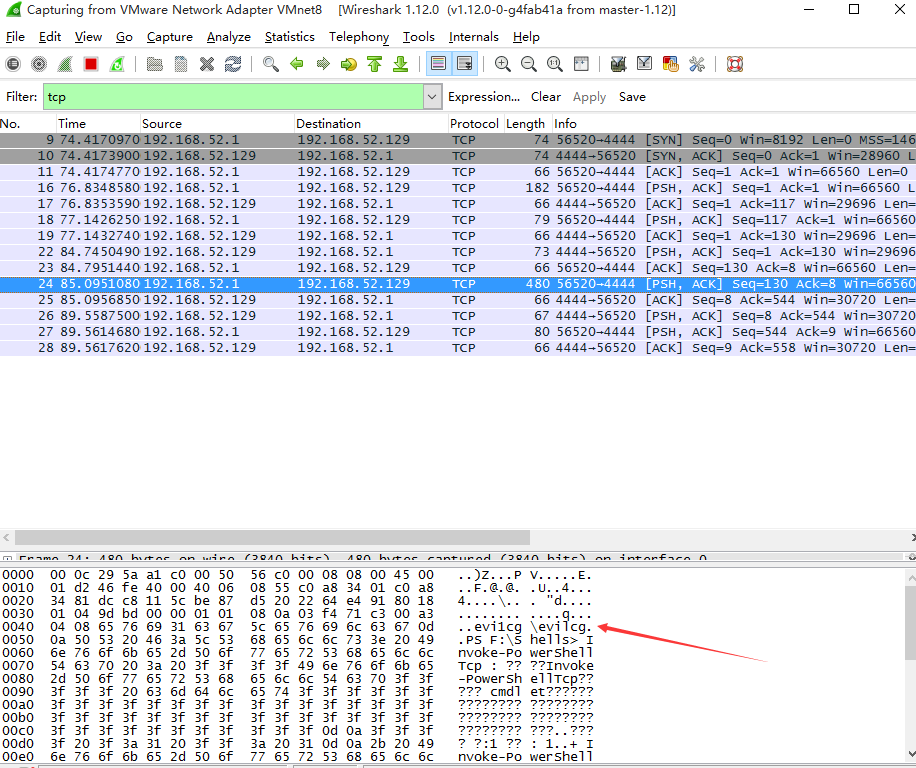 Capturing from VMware Network Adapter VMnet8 [Wireshark 1.12.0 (v1.12.0-0-g4fab41a from master-1.12)]
File Edit View Go Capture Analyze Statistics Telephony Tools Internals Help
Filter: tcp Expression... Clear Apply Save
No. Time Source Destination Protocol Length Info
9 74.4170970 192.168.52.1 192.168.52.129 TCP 74 56520→4444 [SYN] Seq=0 Win=8192 Len=0 MSS=146
10 74.4173900 192.168.52.129 192.168.52.1 TCP 74 4444→56520 [SYN, ACK] Seq=0 Ack=1 Win=28960 L
11 74.4174770 192.168.52.1 192.168.52.129 TCP 66 56520→4444 [ACK] Seq=1 Ack=1 Win=66560 Len=0
16 76.8348580 192.168.52.1 192.168.52.129 TCP 182 56520→4444 [PSH, ACK] Seq=1 Ack=1 Win=66560 L
17 76.8353590 192.168.52.129 192.168.52.1 TCP 66 4444→56520 [ACK] Seq=1 Ack=117 Win=29696 Len=
18 77.1426250 192.168.52.1 192.168.52.129 TCP 79 56520→4444 [PSH, ACK] Seq=117 Ack=1 Win=66560
19 77.1432740 192.168.52.129 192.168.52.1 TCP 66 4444→56520 [ACK] Seq=1 Ack=130 Win=29696 Len=
22 84.7450490 192.168.52.129 192.168.52.1 TCP 73 4444→56520 [PSH, ACK] Seq=1 Ack=130 Win=29696
23 84.7951440 192.168.52.1 192.168.52.129 TCP 66 56520→4444 [ACK] Seq=130 Ack=8 Win=66560 Len=
24 85.0951080 192.168.52.1 192.168.52.129 TCP 480 56520→4444 [PSH, ACK] Seq=130 Ack=8 Win=66560
25 85.0956850 192.168.52.129 192.168.52.1 TCP 66 4444→56520 [ACK] Seq=8 Ack=544 Win=30720 Len=
26 89.5587500 192.168.52.129 192.168.52.1 TCP 67 4444→56520 [PSH, ACK] Seq=8 Ack=544 Win=30720
27 89.5614680 192.168.52.1 192.168.52.129 TCP 80 56520→4444 [PSH, ACK] Seq=544 Ack=9 Win=66560
28 89.5617620 192.168.52.129 192.168.52.1 TCP 66 4444→56520 [ACK] Seq=9 Ack=558 Win=30720 Len=
Frame 24: 480 bytes on wire (3840 bits), 480 bytes captured (3840 bits) on interface 0
0000 00 0c 29 5a a1 c0 00 50 56 c0 00 08 08 00 45 00 ..)Z...P V.....E.
0010 01 d2 46 fe 40 00 40 06 08 55 c0 a8 34 01 c0 a8 ..F.@.@. .U..4...
0020 34 81 dc c8 11 5c be 87 d5 20 22 64 e4 91 80 18 4....\.. . "d....
0030 01 04 9d bd 00 00 01 01 08 0a 03 f4 71 c3 00 a3 ........ ....q...
0040 04 08 65 76 69 31 63 67 5c 65 76 69 6c 63 67 0d ..evi1cg \evilcg.
0050 0a 50 53 20 46 3a 5c 53 68 65 6c 6c 73 3e 20 49 .PS F:\S hells> I
0060 6e 76 6f 6b 65 2d 50 6f 77 65 72 53 68 65 6c 6c nvoke-Po werShell
0070 54 63 70 20 3a 20 3f 3f 3f 3f 49 6e 76 6f 6b 65 Tcp : ?? ??Invoke
0080 2d 50 6f 77 65 72 53 68 65 6c 6c 54 63 70 3f 3f -PowerSh ellTcp??
0090 3f 3f 3f 20 63 6d 64 6c 65 74 3f 3f 3f 3f 3f 3f ??? cmdl et??????
00a0 3f 3f 3f 3f 3f 3f 3f 3f 3f 3f 3f 3f 3f 3f 3f 3f ???????? ????????
00b0 3f 3f 3f 3f 3f 3f 3f 3f 3f 3f 3f 3f 3f 3f 3f 3f ???????? ????????
00c0 3f 3f 3f 3f 3f 3f 3f 3f 3f 3f 0d 0a 3f 3f 3f ????????..???
00d0 3f 20 3f 3a 31 20 3f 3f 3a 20 31 0d 0a 2b 20 49 ? ?:1 ?? : 1..+ I
00e0 6e 76 6f 6b 65 2d 50 6f 77 65 72 53 68 65 6c 6c nvoke-Po werShell